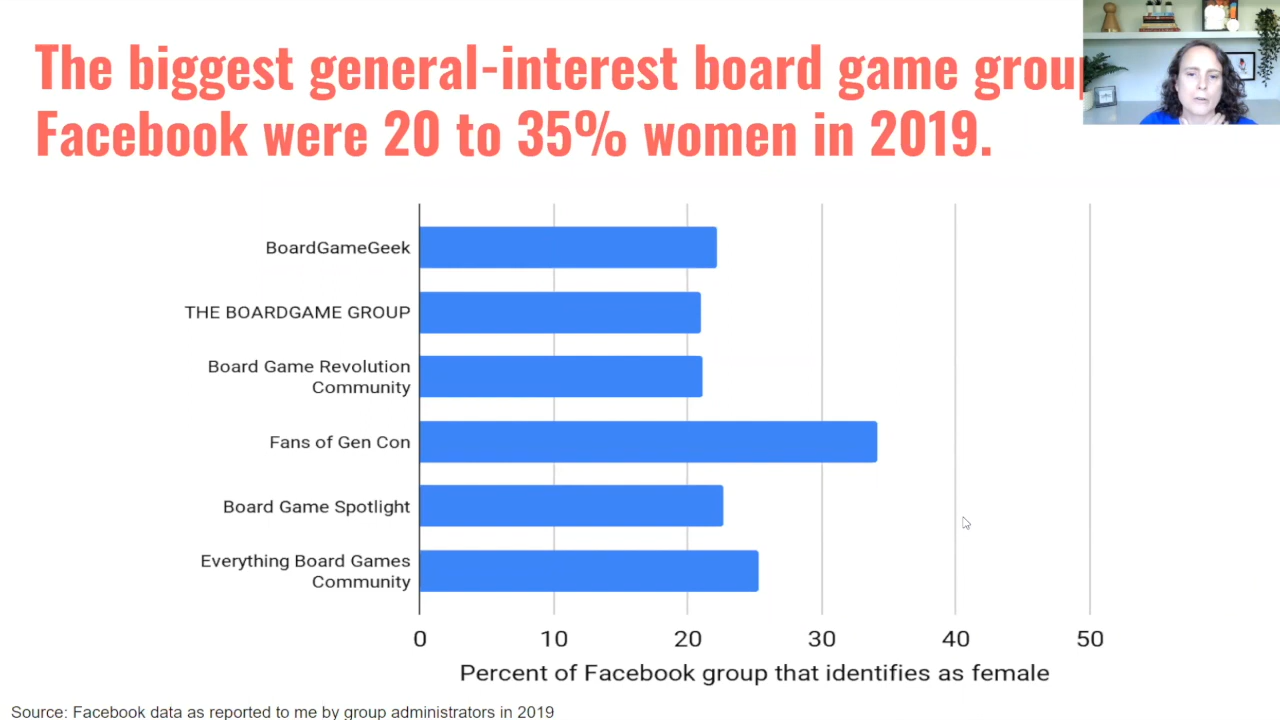 The biggest general-interest board game
Facebook were 20 to 35% women in 2019.
BoardGameGeek
THE BOARDGAME GROUP
Board Game Revolution
Community
Fans of Gen Con
Board Game Spotlight
Everything Board Games
Community
0 10 20 30 40 50
Percent of Facebook group that identifies as female
Source: Facebook data as reported to me by group administrators in 2019